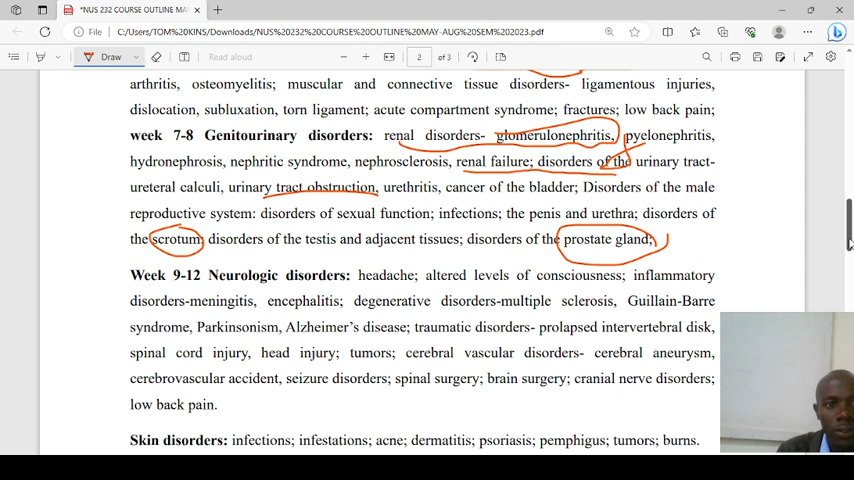 *NUS 232 COURSE OUTLINE MA
File
C:/Users/TOM%20KINS/Downloads/NUS%20232%20COURSE%20OUTLINE%20MAY-AUG%20SEM%202023.pdf
Draw
Read aloud
2 of 3
arthritis, osteomyelitis; muscular and connective tissue disorders- ligamentous injuries,
dislocation, subluxation, torn ligament; acute compartment syndrome; fractures; low back pain;
week 7-8 Genitourinary disorders: renal disorders- glomerulonephritis, pyelonephritis,
hydronephrosis, nephritic syndrome, nephrosclerosis, renal failure; disorders of the urinary tract-
ureteral calculi, urinary tract obstruction, urethritis, cancer of the bladder; Disorders of the male
reproductive system: disorders of sexual function; infections; the penis and urethra; disorders of
the scrotum; disorders of the testis and adjacent tissues; disorders of the prostate gland;
Week 9-12 Neurologic disorders: headache; altered levels of consciousness; inflammatory
disorders-meningitis, encephalitis; degenerative disorders-multiple sclerosis, Guillain-Barre
syndrome, Parkinsonism, Alzheimer's disease; traumatic disorders- prolapsed intervertebral disk,
spinal cord injury, head injury; tumors; cerebral vascular disorders- cerebral aneurysm,
cerebrovascular accident, seizure disorders; spinal surgery; brain surgery; cranial nerve disorders;
low back pain.
Skin disorders: infections; infestations; acne; dermatitis; psoriasis; pemphigus; tumors; burns.